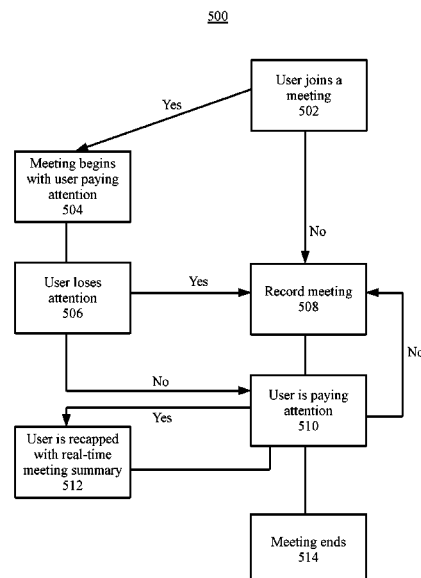 500
User joins a
meeting
502
Yes
Meeting begins
with user paying
attention
504
No
User loses
attention
506
Yes
Record meeting
508
No
No
User is paying
attention
510
Yes
User is recapped
with real-time
meeting summary
512
Meeting ends
514